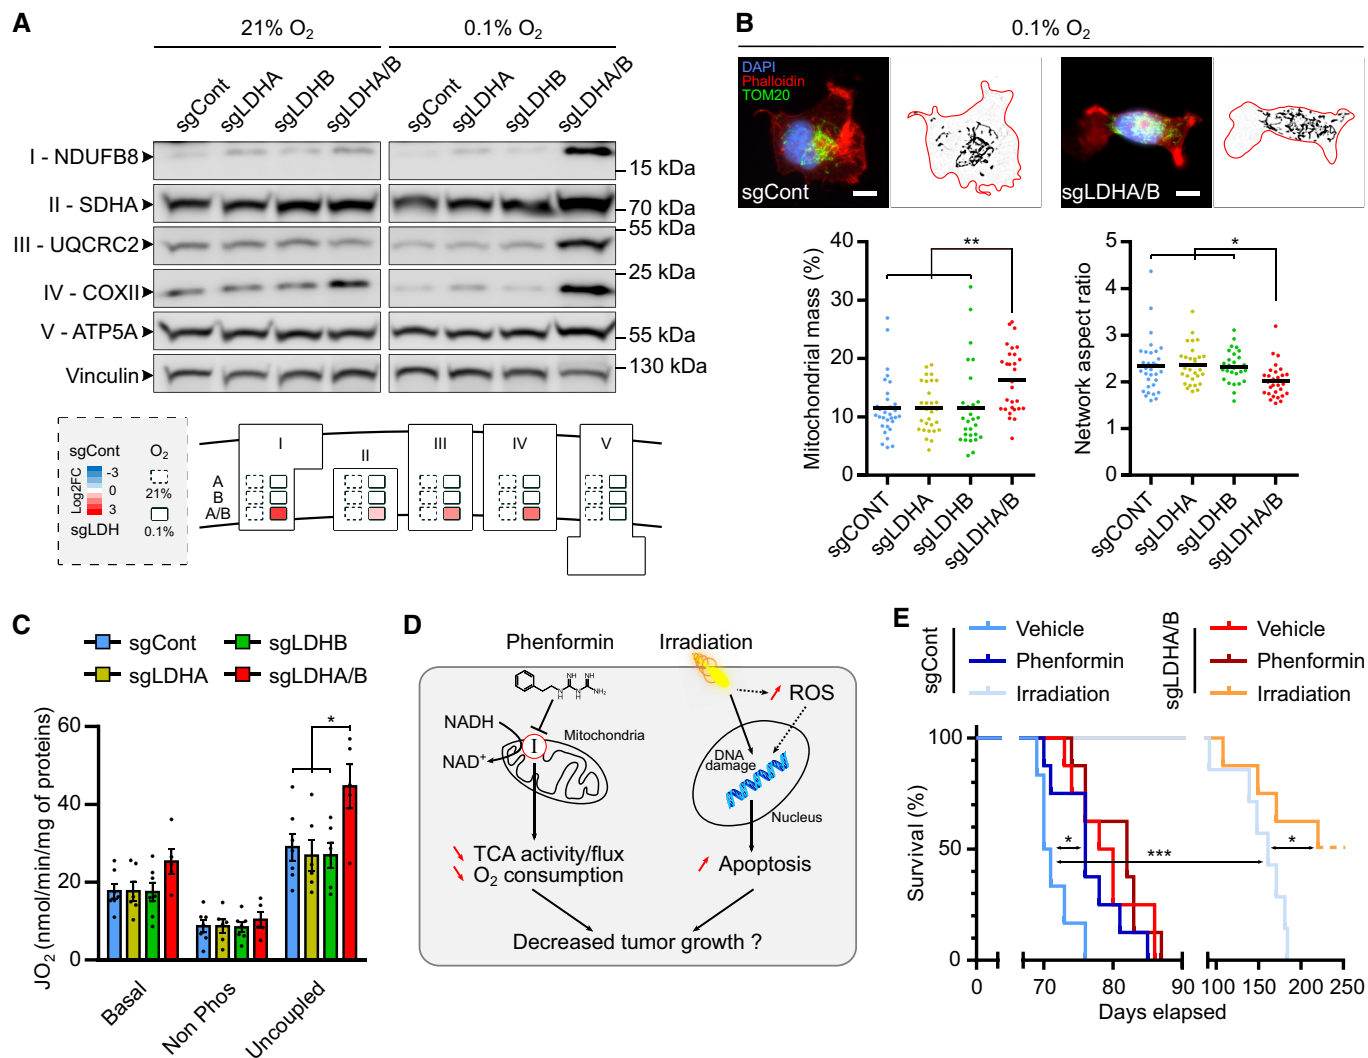 A
21% O2
0.1% O2
sgCont
sgLDHA
sgLDHB
sgLDHA/B
sgCont
sgLDHA
sgLDHB
sgLDHA/B
I - NDUFB8
15 kDa
II - SDHA
70 kDa
55 kDa
III - UQCRC2
25 kDa
IV - COXII
V - ATP5A
55 kDa
130 kDa
Vinculin
sgCont
O2
Log2FC
-3
0
3
21%
sgLDH
0.1%
I
II
III
IV
V
A
B
A/B
B
0.1% O2
DAPI
Phalloidin
TOM20
sgCont
sgLDHA/B
Mitochondrial mass (%)
40
30
20
10
0
**
sgCONT
sgLDHA
sgLDHB
sgLDHA/B
Network aspect ratio
5
4
3
2
1
0
*
sgCONT
sgLDHA
sgLDHB
sgLDHA/B
C
sgCont
sgLDHB
sgLDHA
sgLDHA/B
JO2 (nmol/min/mg of proteins)
60
40
20
0
*
Basal
Non Phos
Uncoupled
D
Phenformin
Irradiation
NH
NH
N
H
N
H
NH2
ROS
NADH
I
Mitochondria
NAD+
DNA
damage
Nucleus
TCA activity/flux
O2 consumption
Apoptosis
Decreased tumor growth ?
E
sgCont
Vehicle
Phenformin
Irradiation
sgLDHA/B
Vehicle
Phenformin
Irradiation
Survival (%)
100
50
0
*
***
*
0
70
80
90
100
150
200
250
Days elapsed